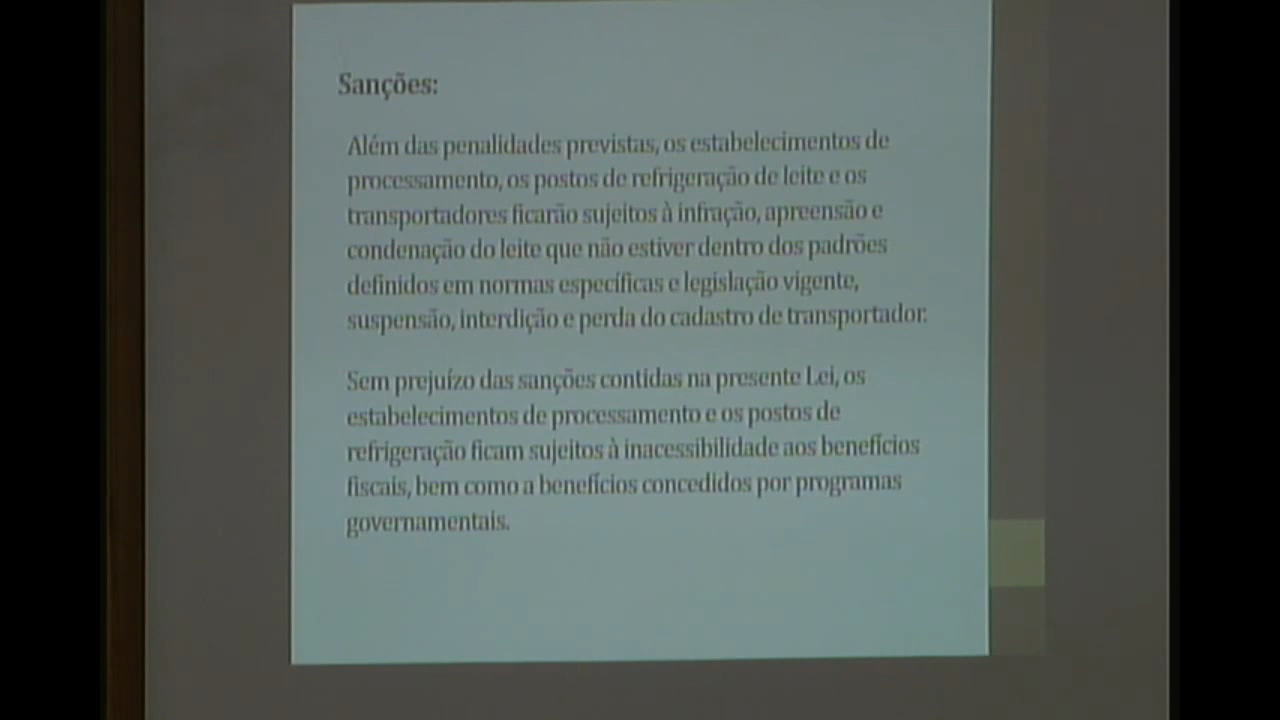 Sanções:
Além das penalidades previstas, os estabelecimentos de
processamento, os postos de refrigeração de leite e os
transportadores ficarão sujeitos à infração, apreensão e
condenação do leite que não estiver dentro dos padrões
definidos em normas específicas e legislação vigente,
suspensão, interdição e perda do cadastro de transportador.
Sem prejuízo das sanções contidas na presente Lei, os
estabelecimentos de processamento e os postos de
refrigeração ficam sujeitos à inacessibilidade aos benefícios
fiscais, bem como a benefícios concedidos por programas
governamentais.